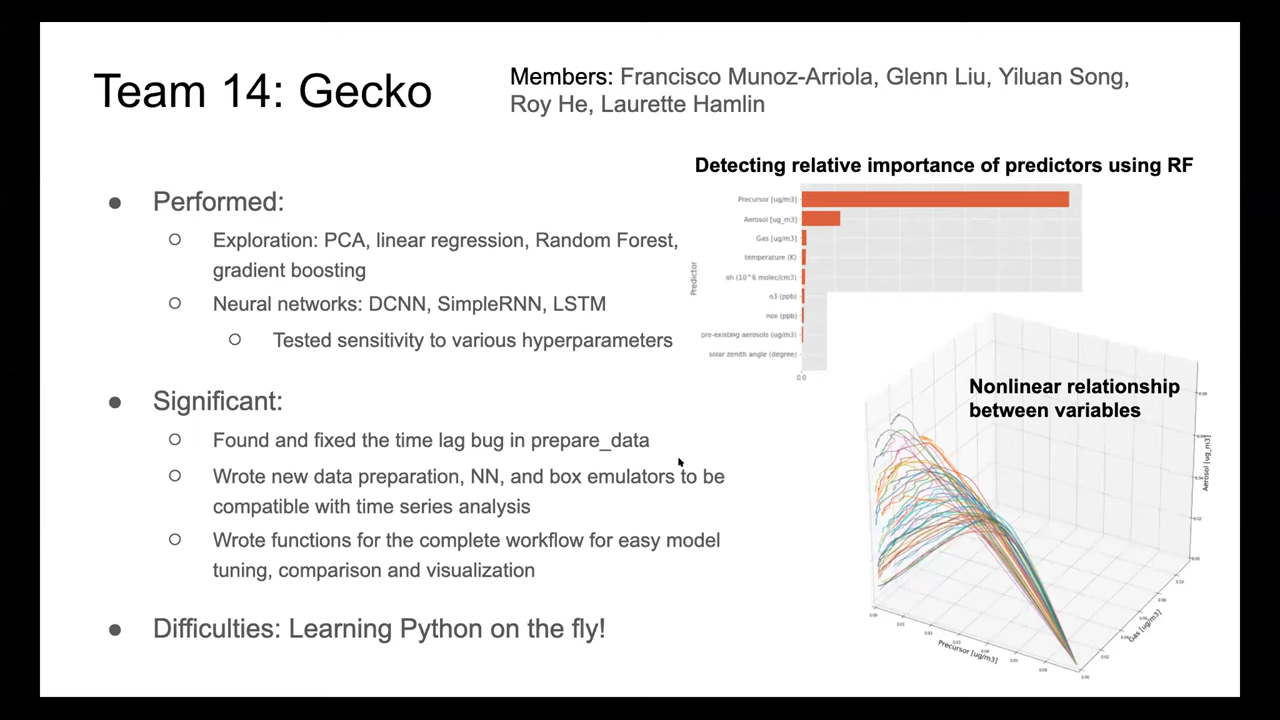 Team 14: Gecko
Members: Francisco Munoz-Arriola, Glenn Liu, Yiluan Song,
Roy He, Laurette Hamlin
● Performed:
○ Exploration: PCA, linear regression, Random Forest,
gradient boosting
○ Neural networks: DCNN, SimpleRNN, LSTM
○ Tested sensitivity to various hyperparameters
● Significant:
○ Found and fixed the time lag bug in prepare_data
○ Wrote new data preparation, NN, and box emulators to be
compatible with time series analysis
○ Wrote functions for the complete workflow for easy model
tuning, comparison and visualization
● Difficulties: Learning Python on the fly!
Detecting relative importance of predictors using RF
Predictor
Precursor [ug/m3]
Aerosol [ug_m3]
Gas [ug/m3]
temperature (K)
oh (10^6 molec/cm3)
o3 (ppb)
nox (ppb)
pre-existing aerosols (ug/m3)
solar zenith angle (degree)
0.0
Nonlinear relationship
between variables
Aerosol [ug_m3]
Gas [ug/m3]
Precursor [ug/m3]